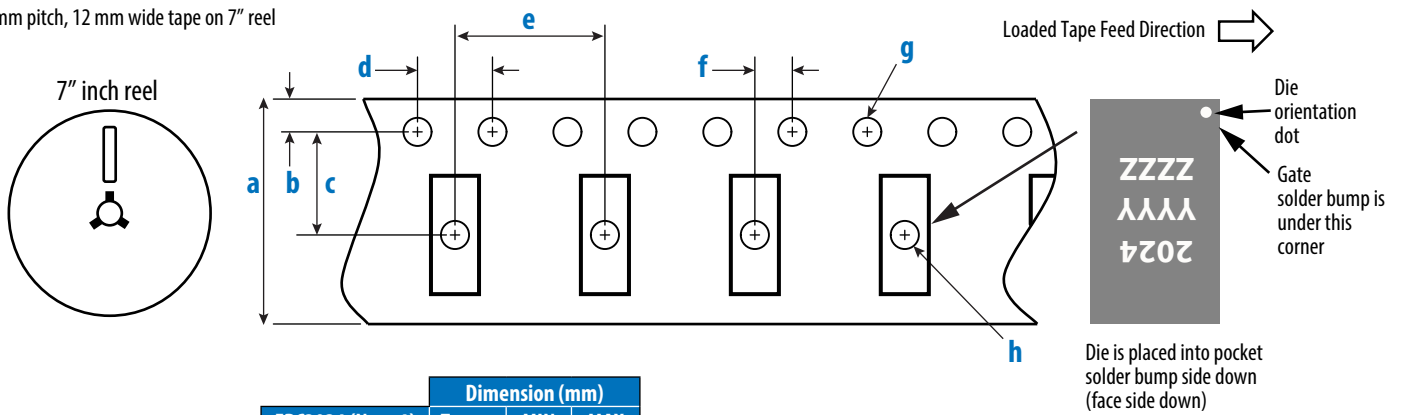 mm pitch, 12 mm wide tape on 7” reel
Loaded Tape Feed Direction
7” inch reel
a
b
c
d
e
f
g
h
Die
orientation
dot
Gate
solder bump is
under this
corner
2024
YYYY
ZZZZ
Die is placed into pocket
solder bump side down
(face side down)
Dimension (mm)